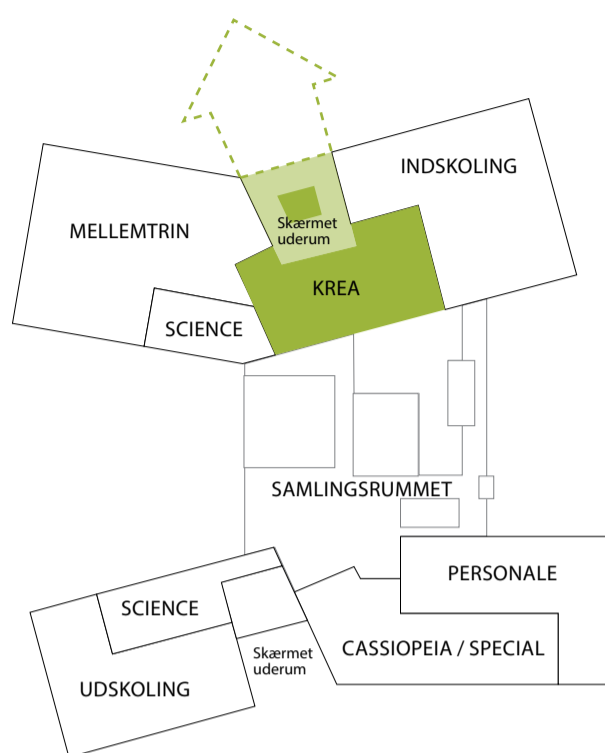 INDSKOLING
MELLEMTRIN
Skærmet
uderum
KREA
SCIENCE
SAMLINGSRUMMET
PERSONALE
SCIENCE
CASSIOPEIA / SPECIAL
Skærmet
uderum
UDSKOLING